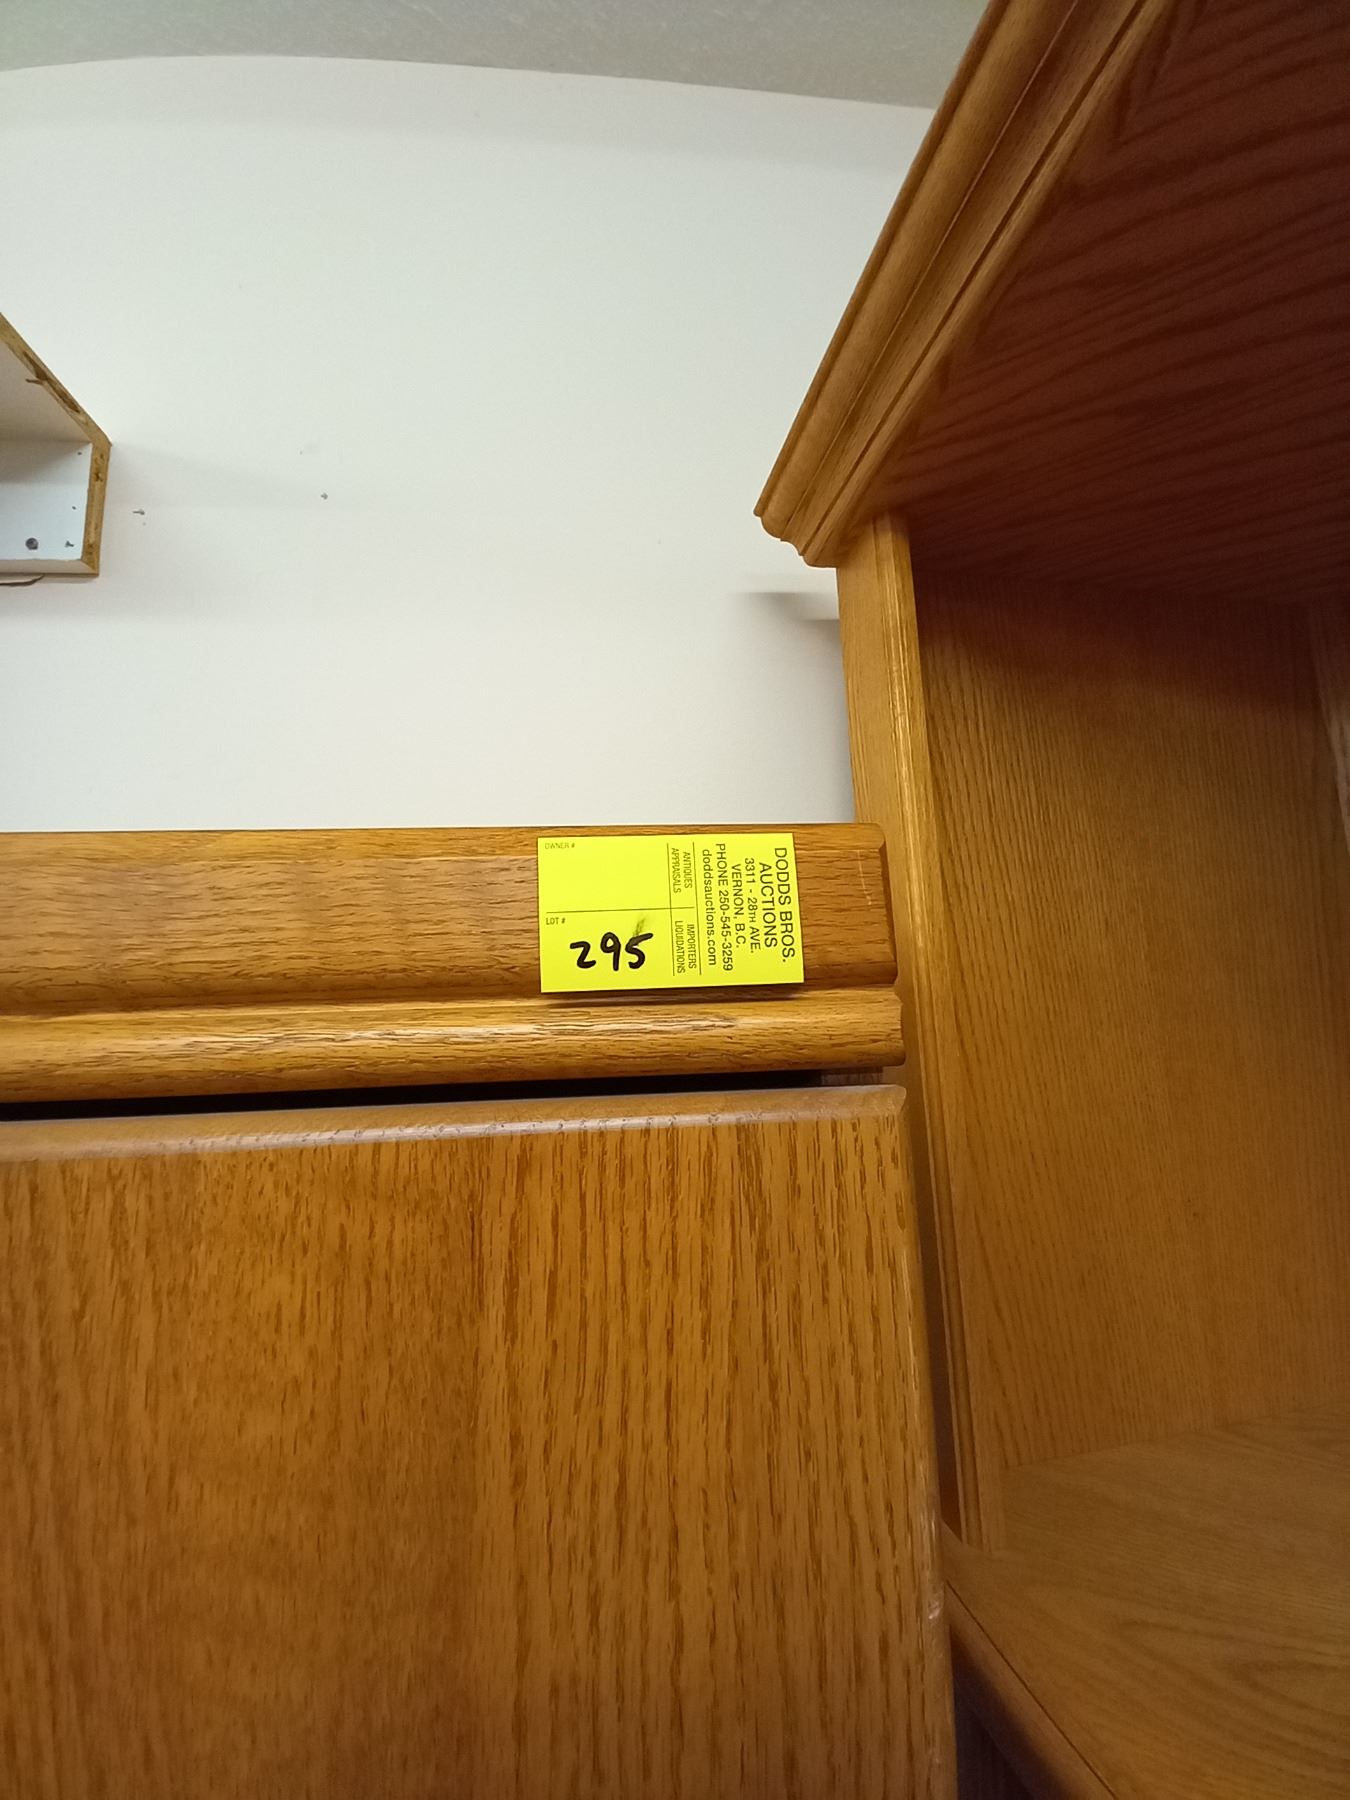 DODDS BROS.
AUCTIONS
3311 - 28TH AVE.
VERNON, B.C.
PHONE 250-545-3259
doddsauctions.com
ANTIQUES
APPRAISALS
IMPORTERS
LIQUIDATIONS
OWNER #
LOT #
295